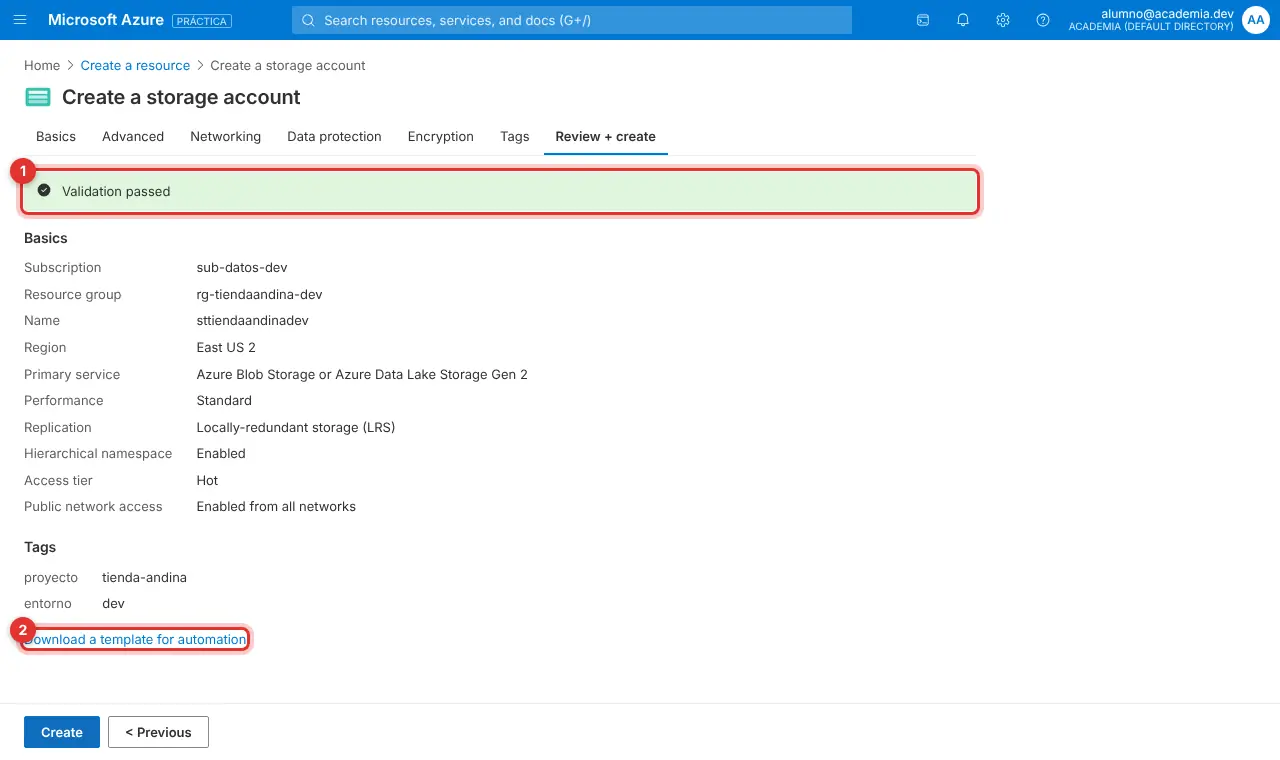 Microsoft Azure PRÁCTICA
Search resources, services, and docs (G+/)
alumno@academia.dev
ACADEMIA (DEFAULT DIRECTORY)
AA
Home > Create a resource > Create a storage account
Create a storage account
Basics Advanced Networking Data protection Encryption Tags Review + create
1
Validation passed
Basics
Subscription sub-datos-dev
Resource group rg-tiendaandina-dev
Name sttiendaandinadev
Region East US 2
Primary service Azure Blob Storage or Azure Data Lake Storage Gen 2
Performance Standard
Replication Locally-redundant storage (LRS)
Hierarchical namespace Enabled
Access tier Hot
Public network access Enabled from all networks
Tags
proyecto tienda-andina
entorno dev
2
Download a template for automation
Create < Previous